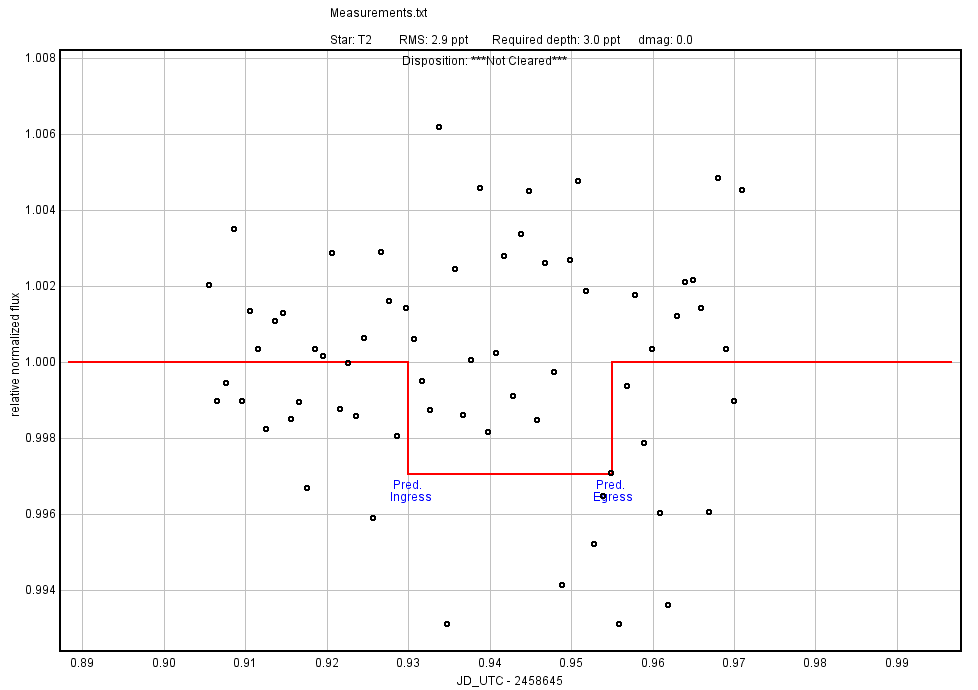 Measurements.txt
Star: T2 RMS: 2.9 ppt Required depth: 3.0 ppt dmag: 0.0
Disposition: ***Not Cleared***
1.008
1.006
1.004
1.002
1.000
0.998
0.996
0.994
relative normalized flux
Pred.
Ingress
Pred.
Egress
0.89 0.90 0.91 0.92 0.93 0.94 0.95 0.96 0.97 0.98 0.99
JD_UTC - 2458645